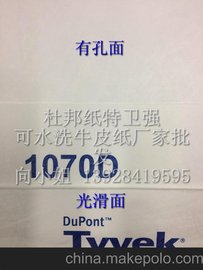 有孔面
杜邦纸特卫强
可水洗牛皮纸厂家批
发
1070D
向小姐 13928419595
光滑面
DuPont™
Tyvek®
china.makepolo.com